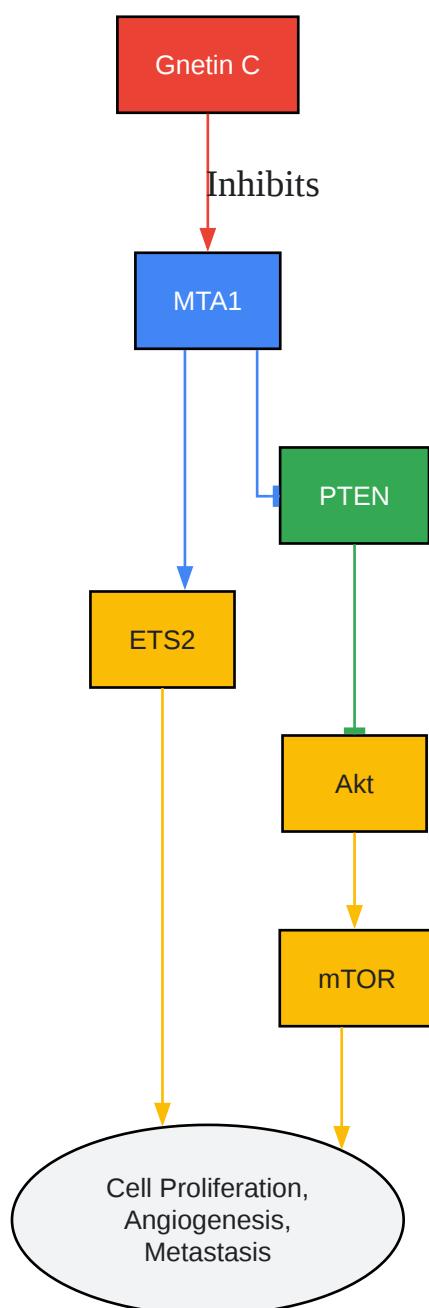 Gnetin C
Inhibits
MTA1
PTEN
ETS2
Akt
mTOR
Cell Proliferation,
Angiogenesis,
Metastasis